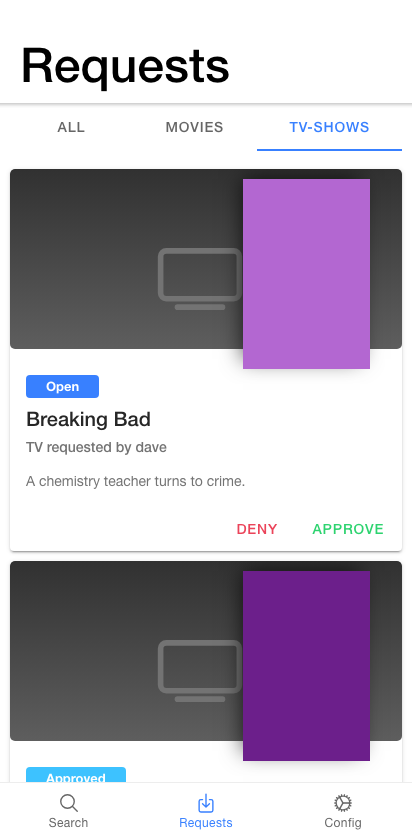 Requests
ALL MOVIES TV-SHOWS
Open
Breaking Bad
TV requested by dave
A chemistry teacher turns to crime.
DENY APPROVE
Approved
Search Requests Config